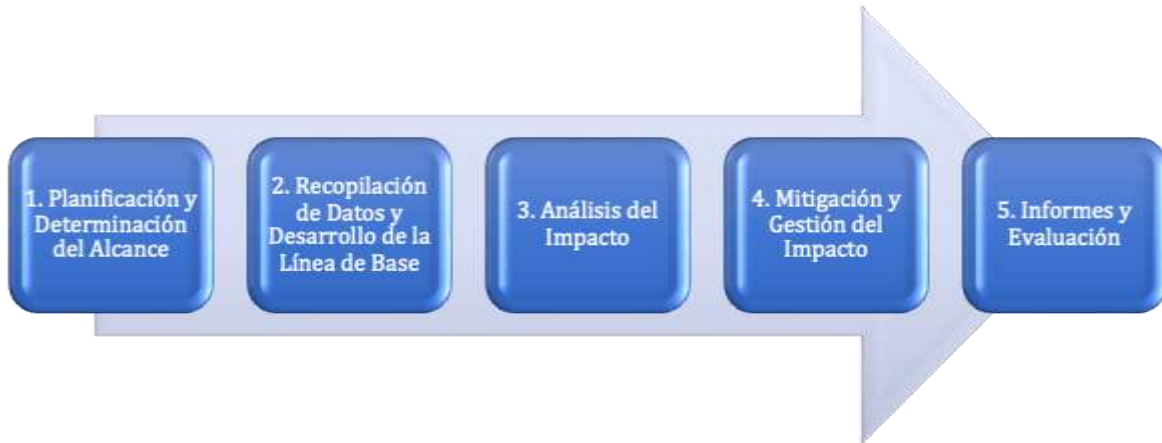 1. Planificación y
Determinación
del Alcance
2. Recopilación
de Datos y
Desarrollo de la
Línea de Base
3. Análisis del
Impacto
4. Mitigación y
Gestión del
Impacto
5. Informes y
Evaluación